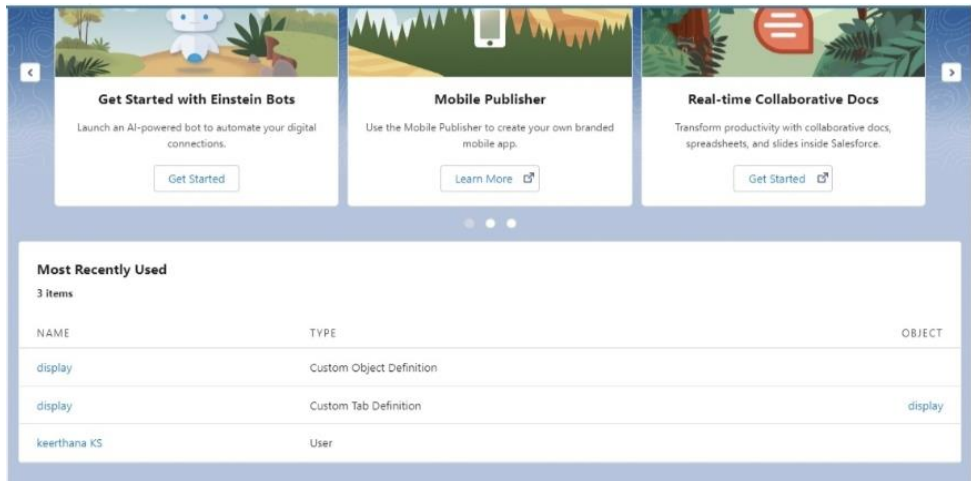 Get Started with Einstein Bots
Launch an AI-powered bot to automate your digital
connections.
Get Started
Mobile Publisher
Use the Mobile Publisher to create your own branded
mobile app.
Learn More
Real-time Collaborative Docs
Transform productivity with collaborative docs,
spreadsheets, and slides inside Salesforce.
Get Started
Most Recently Used
3 items
NAME TYPE OBJECT
display Custom Object Definition
display Custom Tab Definition display
keerthana KS User